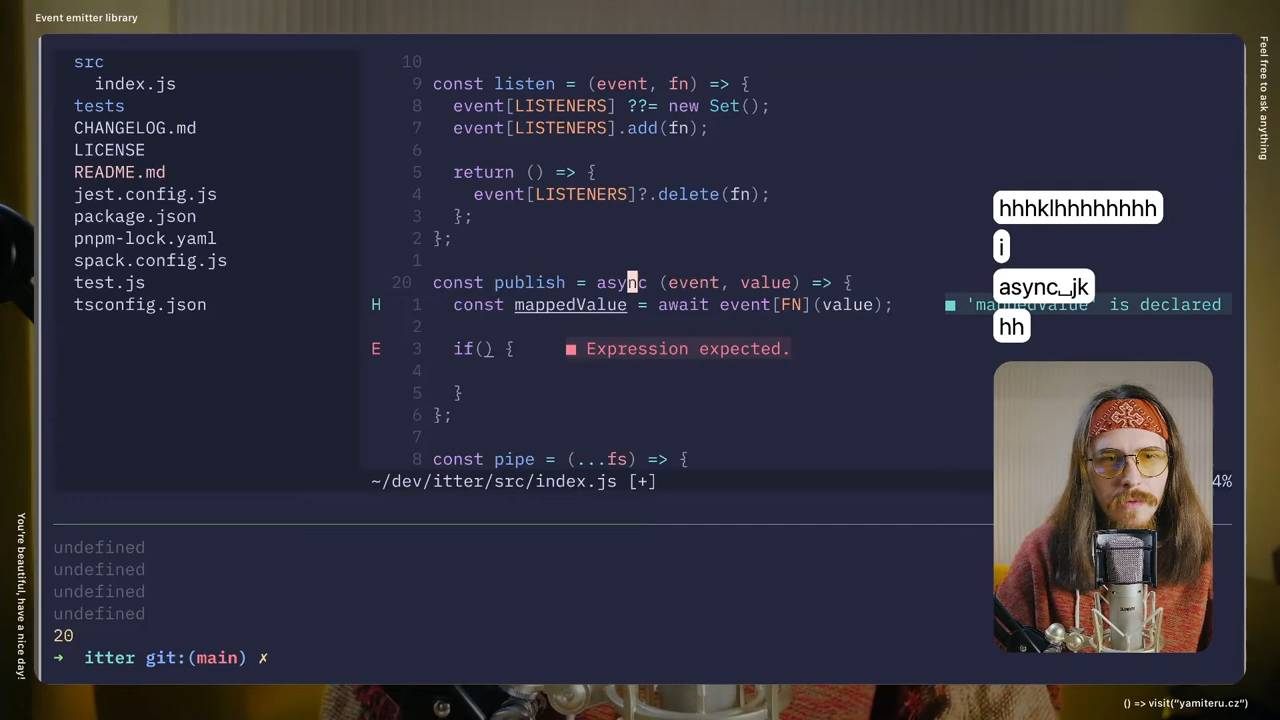 Event emitter library
Feel free to ask anything
src
index.js
tests
CHANGELOG.md
LICENSE
README.md
jest.config.js
package.json
pnpm-lock.yaml
spack.config.js
test.js
tsconfig.json
10
9 const listen = (event, fn) => {
8 event[LISTENERS] ??= new Set();
7 event[LISTENERS].add(fn);
6
5 return () => {
4 event[LISTENERS]?.delete(fn);
3 };
2 };
1
20 const publish = async (event, value) => {
H 1 const mappedValue = await event[FN](value); ■ 'mappedValue' is declared
2
E 3 if() { ■ Expression expected.
4
5 }
6 };
7
8 const pipe = (...fs) => {
~/dev/itter/src/index.js [+] 4%
hhhklhhhhhhhh
i
async␣jk
hh
undefined
undefined
undefined
undefined
20
➜ itter git:(main) ✗
You're beautiful, have a nice day!
() => visit("yamiteru.cz")